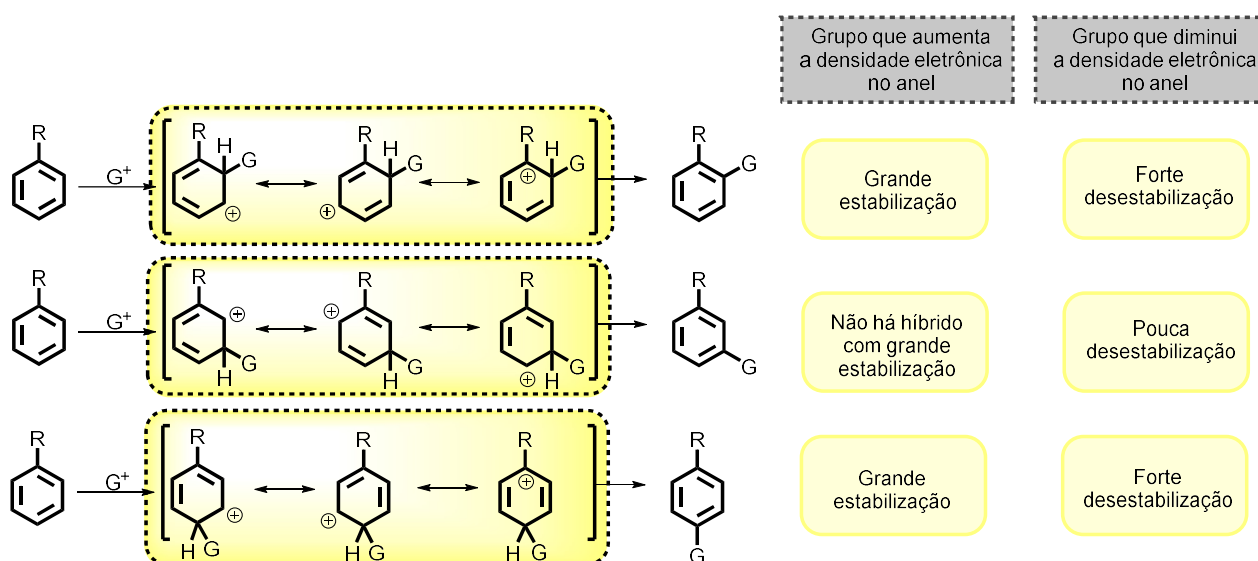 Grupo que aumenta
a densidade eletrônica
no anel
Grupo que diminui
a densidade eletrônica
no anel
R
G⁺
R
H
G
⊕
R
H
G
⊕
R
H
G
⊕
R
G
Grande
estabilização
Forte
desestabilização
R
G⁺
R
⊕
G
H
R
⊕
G
H
R
G
H
⊕
R
G
Não há híbrido
com grande
estabilização
Pouca
desestabilização
R
G⁺
R
⊕
H G
R
⊕
H G
R
⊕
H G
R
G
Grande
estabilização
Forte
desestabilização